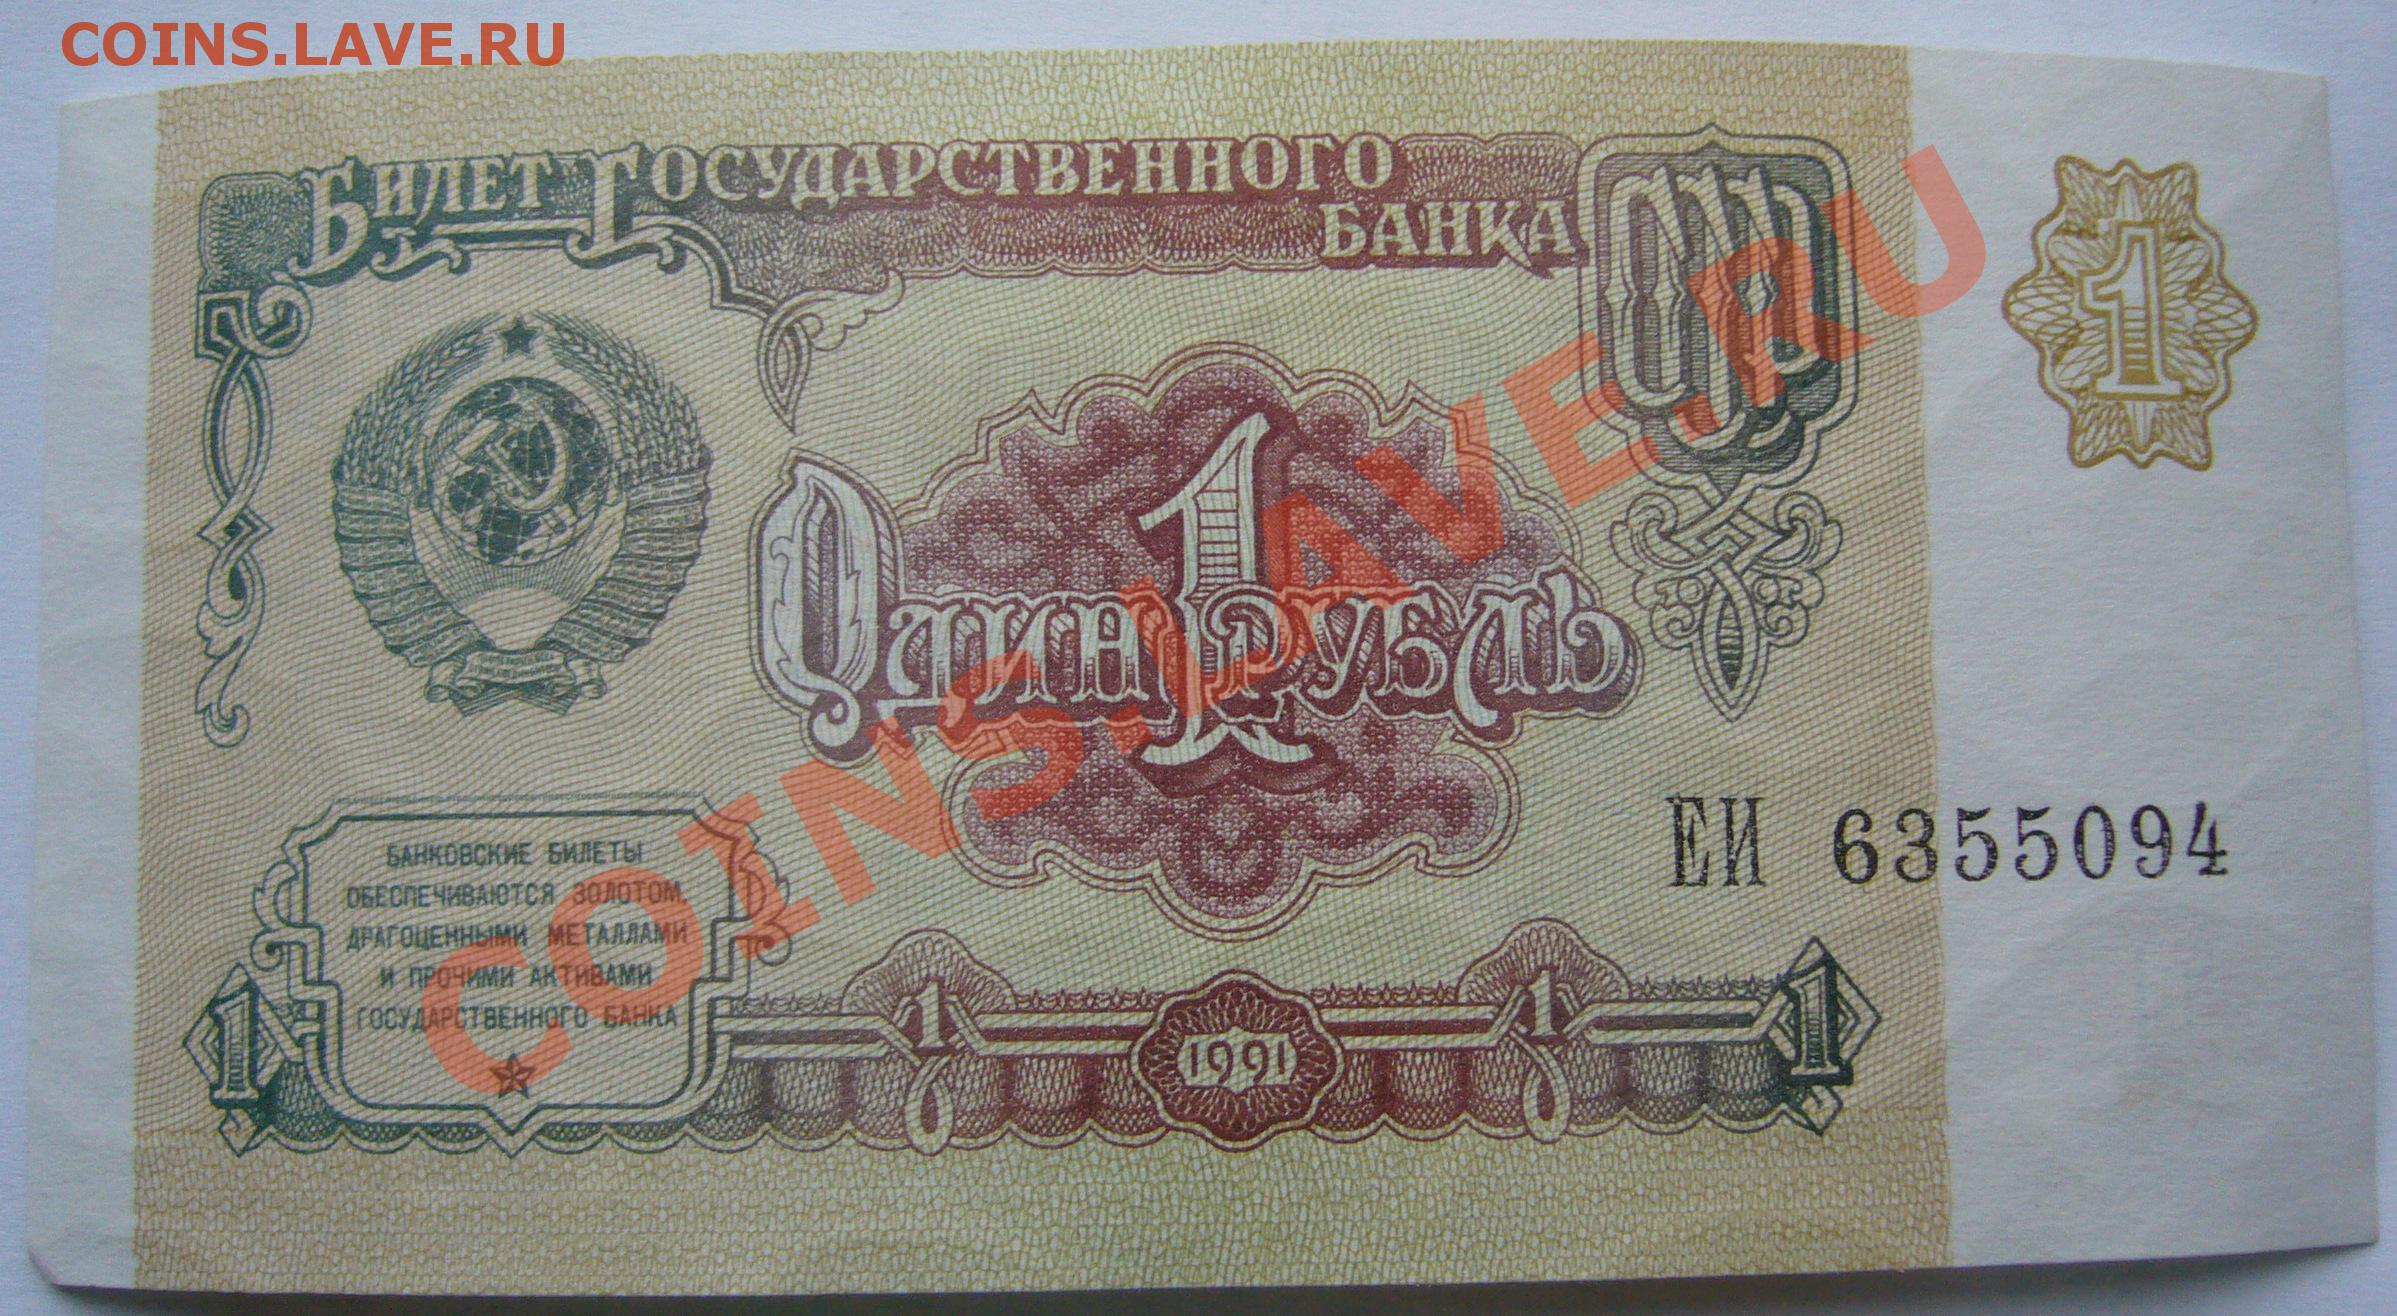 COINS.LAVE.RU
БИЛЕТ ГОСУДАРСТВЕННОГО
БАНКА
1
1
ОДИН РУБЛЬ
COINS.LAVE.RU
ЕИ 6355094
БАНКОВСКИЕ БИЛЕТЫ
ОБЕСПЕЧИВАЮТСЯ ЗОЛОТОМ,
ДРАГОЦЕННЫМИ МЕТАЛЛАМИ
И ПРОЧИМИ АКТИВАМИ
ГОСУДАРСТВЕННОГО БАНКА
1 1 1991 1 1